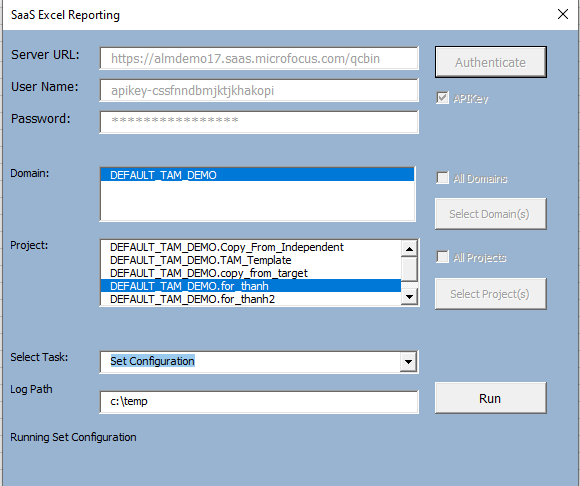 SaaS Excel Reporting
Server URL:
https://almdemo17.saas.microfocus.com/qcbin
Authenticate
User Name:
apikey-cssfnndbmjktjkhakopi
APIKey
Password:
****************
Domain:
DEFAULT_TAM_DEMO
All Domains
Select Domain(s)
Project:
DEFAULT_TAM_DEMO.Copy_From_Independent
DEFAULT_TAM_DEMO.TAM_Template
DEFAULT_TAM_DEMO.copy_from_target
DEFAULT_TAM_DEMO.for_thanh
DEFAULT_TAM_DEMO.for_thanh2
All Projects
Select Project(s)
Select Task:
Set Configuration
Log Path
c:\temp
Run
Running Set Configuration